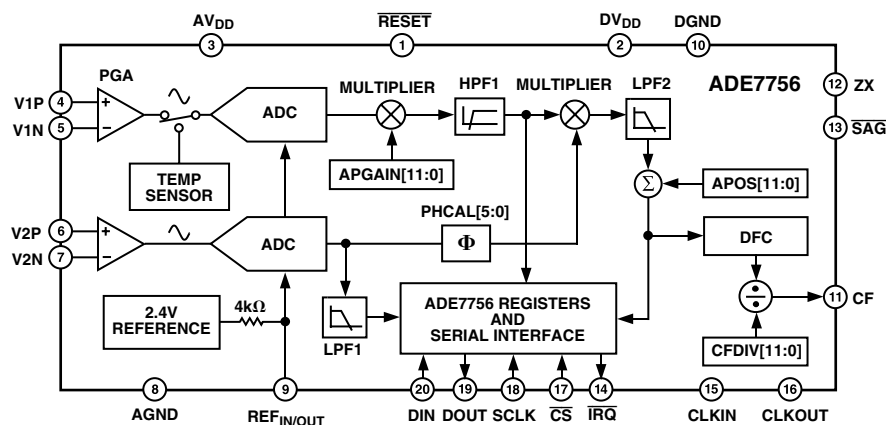 AVDD
RESET
DVDD
DGND
3
1
2
10
PGA
MULTIPLIER
HPF1
MULTIPLIER
LPF2
ADE7756
V1P
4
+
V1N
5
−
ADC
12
ZX
13
SAG
TEMP
SENSOR
APGAIN[11:0]
Σ
APOS[11:0]
PHCAL[5:0]
V2P
6
+
V2N
7
−
ADC
Φ
DFC
2.4V
REFERENCE
4kΩ
LPF1
ADE7756 REGISTERS
AND
SERIAL INTERFACE
÷
11
CF
CFDIV[11:0]
8
9
20
19
18
17
14
15
16
AGND
REFIN/OUT
DIN
DOUT
SCLK
CS
IRQ
CLKIN
CLKOUT